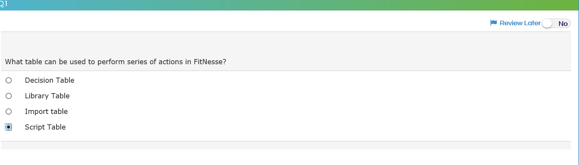 Q1
Review Later No
What table can be used to perform series of actions in FitNesse?
Decision Table
Library Table
Import table
Script Table